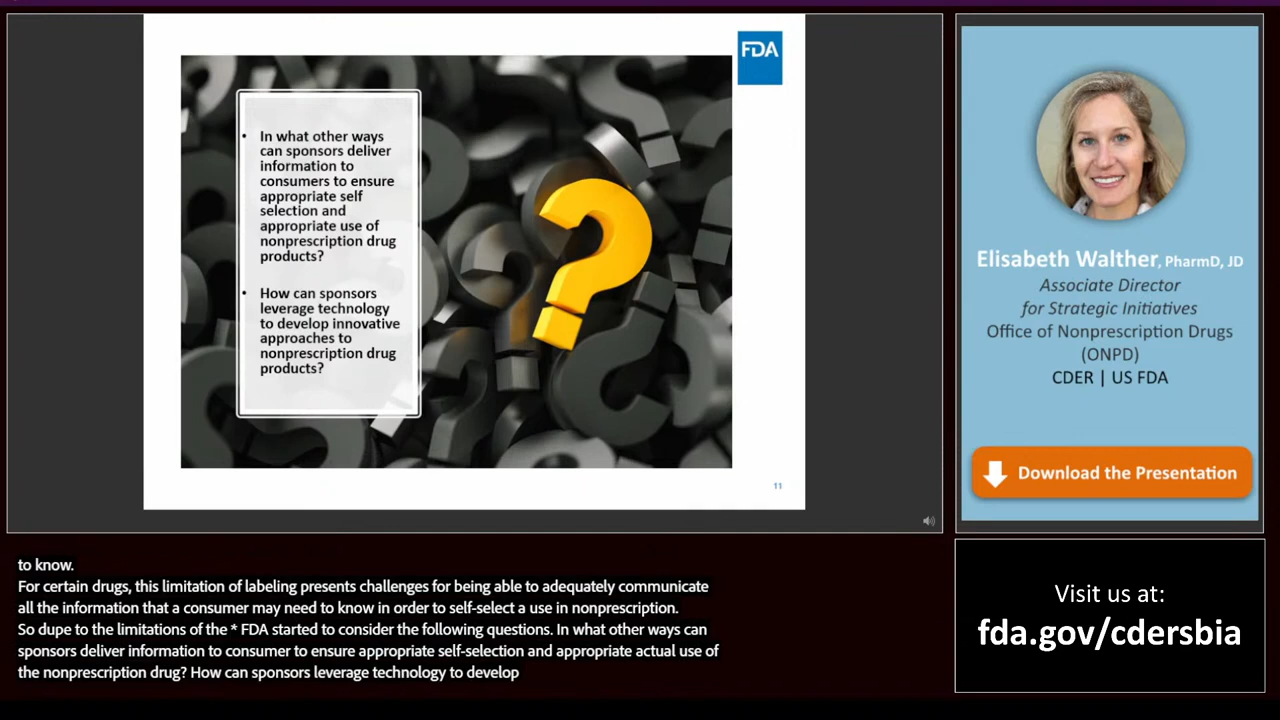 FDA
• In what other ways
can sponsors deliver
information to
consumers to ensure
appropriate self
selection and
appropriate use of
nonprescription drug
products?
• How can sponsors
leverage technology
to develop innovative
approaches to
nonprescription drug
products?
11
Elisabeth Walther, PharmD, JD
Associate Director
for Strategic Initiatives
Office of Nonprescription Drugs
(ONPD)
CDER | US FDA
Download the Presentation
to know.
For certain drugs, this limitation of labeling presents challenges for being able to adequately communicate
all the information that a consumer may need to know in order to self-select a use in nonprescription.
So dupe to the limitations of the * FDA started to consider the following questions. In what other ways can
sponsors deliver information to consumer to ensure appropriate self-selection and appropriate actual use of
the nonprescription drug? How can sponsors leverage technology to develop
Visit us at:
fda.gov/cdersbia